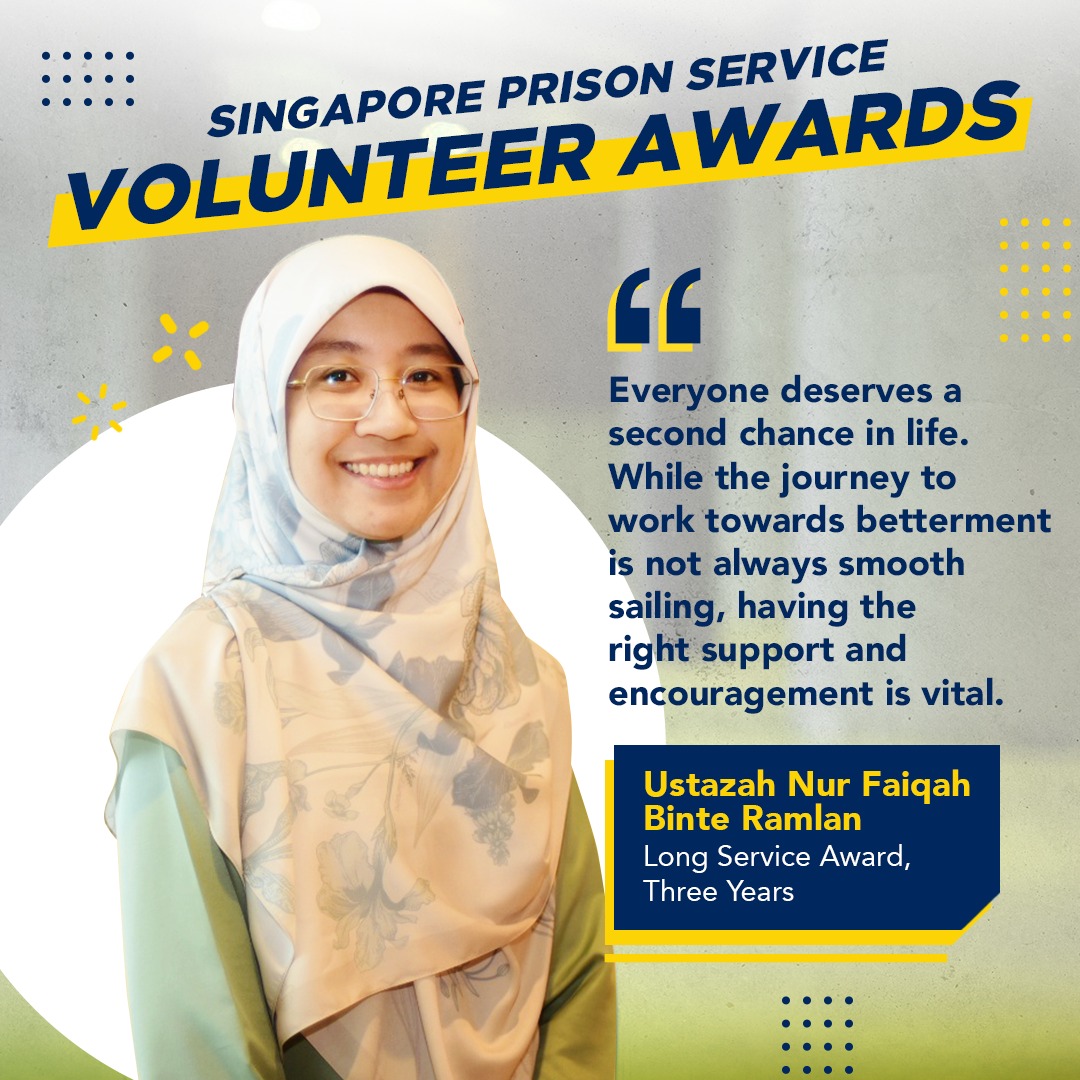 SINGAPORE PRISON SERVICE
VOLUNTEER AWARDS
“
Everyone deserves a
second chance in life.
While the journey to
work towards betterment
is not always smooth
sailing, having the
right support and
encouragement is vital.
Ustazah Nur Faiqah
Binte Ramlan
Long Service Award,
Three Years